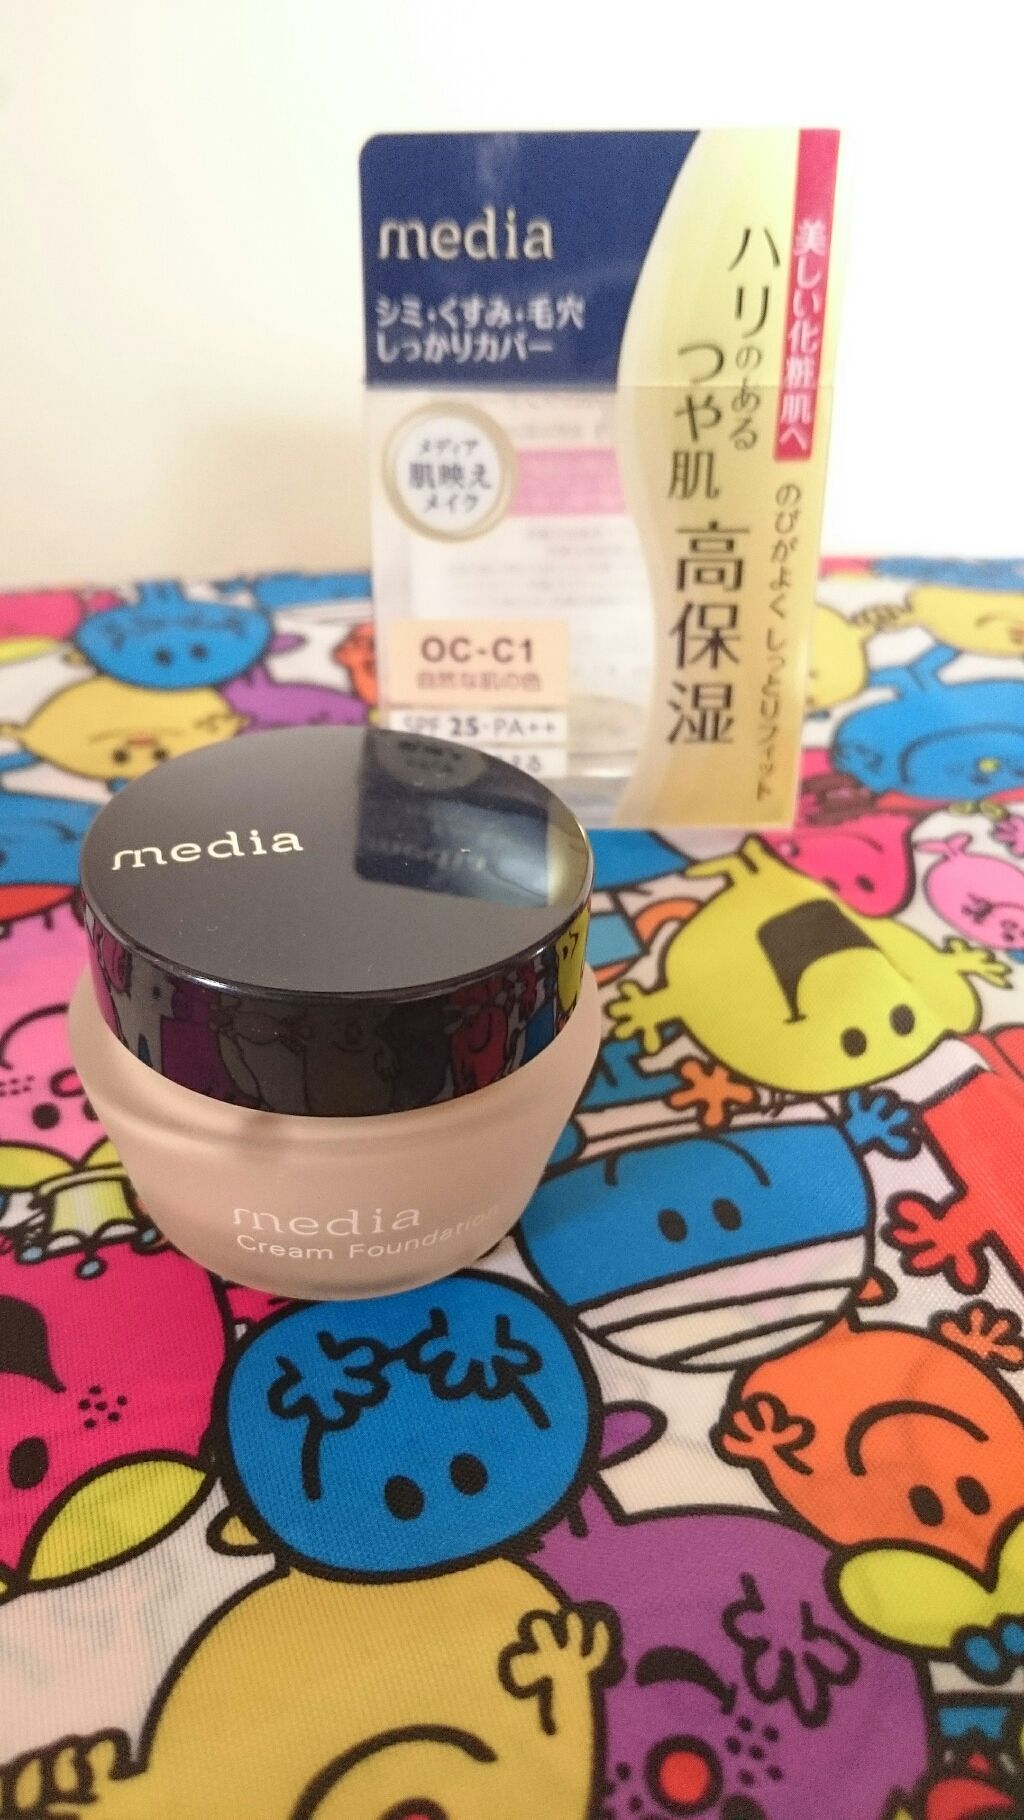 media
シミ・くすみ・毛穴
しっかりカバー
メディア
肌映え
メイク
美しい化粧肌へ
ハリのある
つや肌
高保湿
のびがよくしっとりフィット
OC-C1
自然な肌の色
SPF 25・PA++
media
media
Cream Foundation